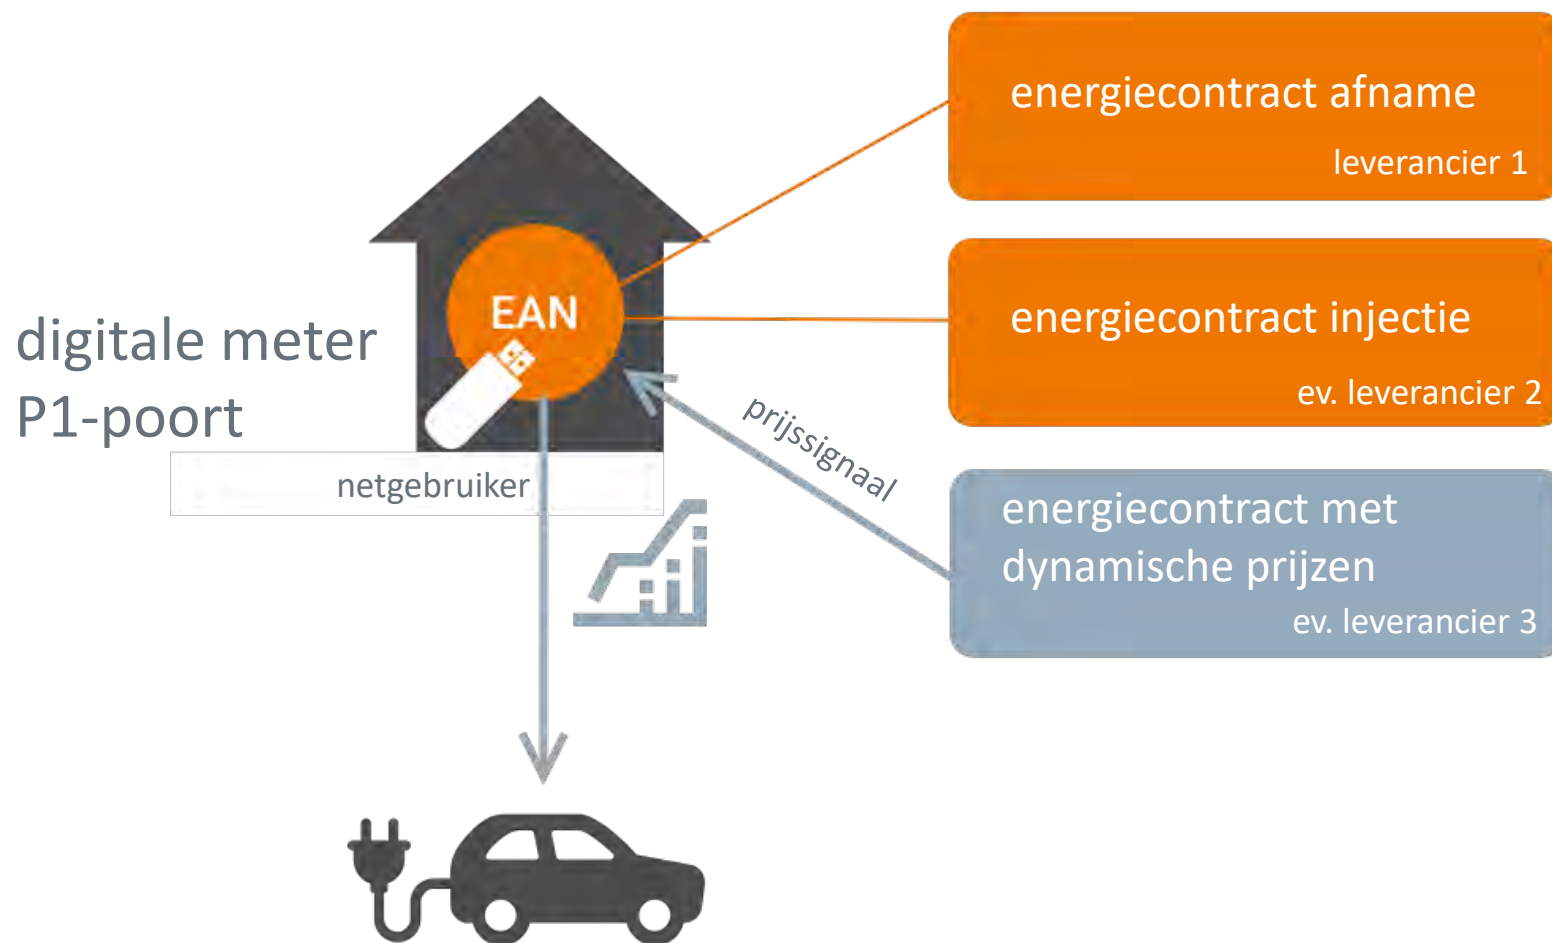 energiecontract afname
leverancier 1
EAN
energiecontract injectie
ev. leverancier 2
digitale meter
P1-poort
netgebruiker
prijssignaal
energiecontract met
dynamische prijzen
ev. leverancier 3